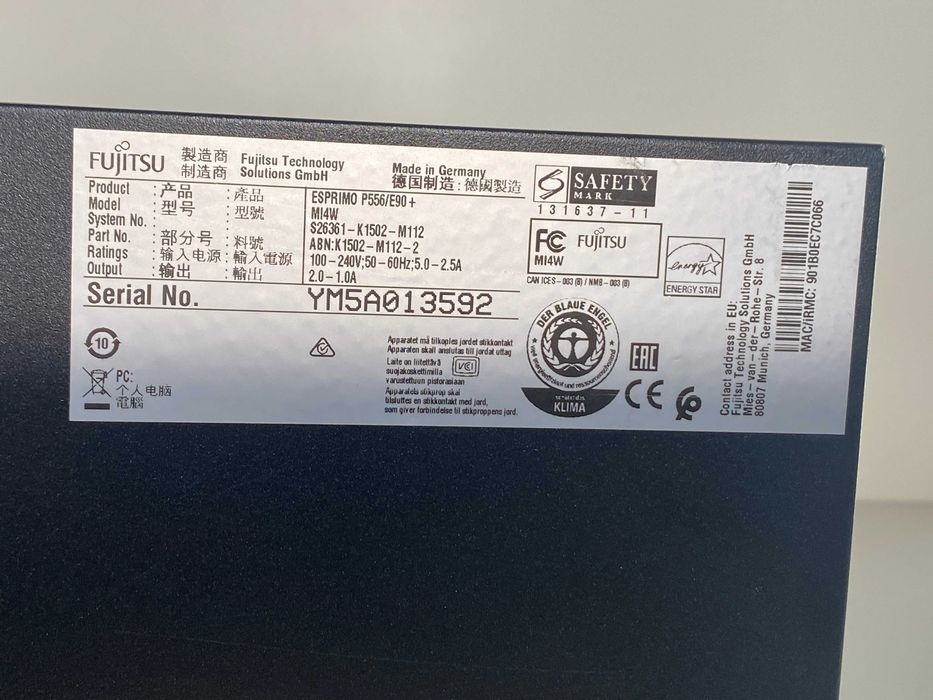 FUJITSU 製造商 Fujitsu Technology
制造商 Solutions GmbH
Made in Germany
德国制造 : 德國製造
Product : 产品 : 產品 ESPRIMO P556/E90+
Model : 型号 : 型號 MI4W
System No. : S26361-K1502-M112
Part No. : 部分号 : 料號 ABN:K1502-M112-2
Ratings : 输入电源 : 輸入電源 100-240V;50-60Hz;5.0-2.5A
Output : 输出 : 輸出 2.0-1.0A
Serial No. YM5A013592
SAFETY
MARK
131637-11
FC FUJITSU
MI4W
CAN ICES-003 (B) / NMB-003 (B)
energy
ENERGY STAR
10
PC:
个人电脑
電腦
Apparatet må tilkoples jordet stikkontakt
Apparaten skall anslutas till jordat uttag
Laite on liitettävä
suojakoskettimilla
varustettuun pistorasiaan
Apparatets stikprop skal
tilsluttes en stikkontakt med jord,
som giver forbindelse til stikproppens jord.
VCI
DER BLAUE ENGEL
KLIMA
EAC
CE
Contact address in EU:
Fujitsu Technology Solutions GmbH
Mies-van-der-Rohe-Str. 8
80807 Munich, Germany
MAC/iRMC: 901B0EC7C066